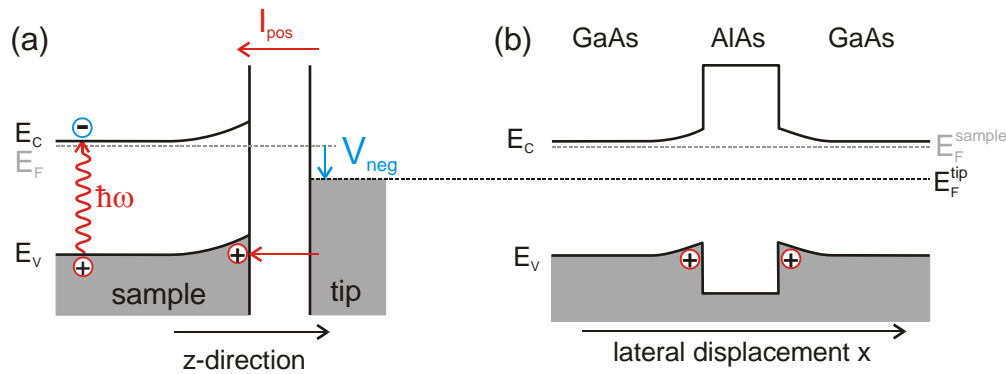 (a)
I_pos
E_C
E_F
ħω
E_V
V_neg
sample
tip
z-direction
(b)
GaAs AlAs GaAs
E_C
E_F^sample
E_F^tip
E_V
lateral displacement x
−
+
+
+
+